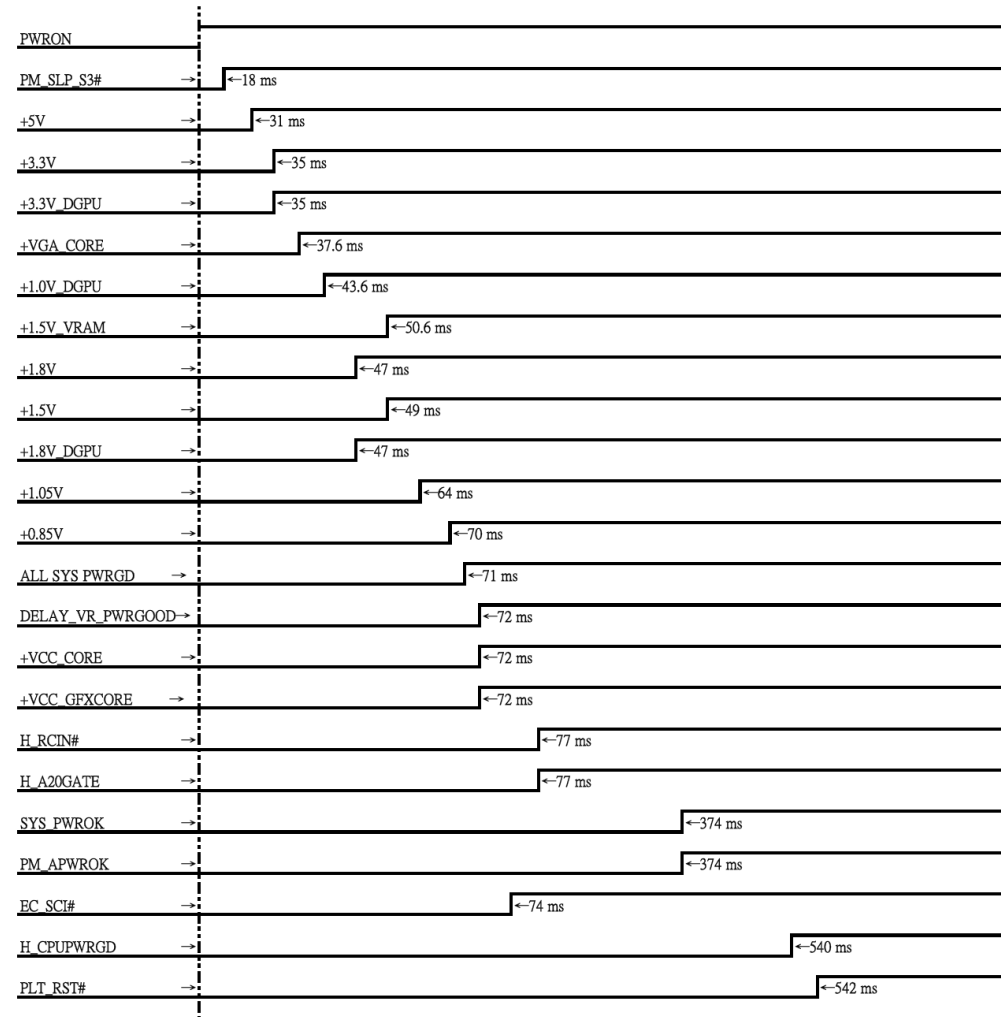 PWRON
PM_SLP_S3# →←18 ms
+5V →←31 ms
+3.3V →←35 ms
+3.3V_DGPU →←35 ms
+VGA_CORE →←37.6 ms
+1.0V_DGPU →←43.6 ms
+1.5V_VRAM →←50.6 ms
+1.8V →←47 ms
+1.5V →←49 ms
+1.8V_DGPU →←47 ms
+1.05V →←64 ms
+0.85V →←70 ms
ALL SYS PWRGD →←71 ms
DELAY_VR_PWRGOOD→←72 ms
+VCC_CORE →←72 ms
+VCC_GFXCORE →←72 ms
H_RCIN# →←77 ms
H_A20GATE →←77 ms
SYS_PWROK →←374 ms
PM_APWROK →←374 ms
EC_SCI# →←74 ms
H_CPUPWRGD →←540 ms
PLT_RST# →←542 ms